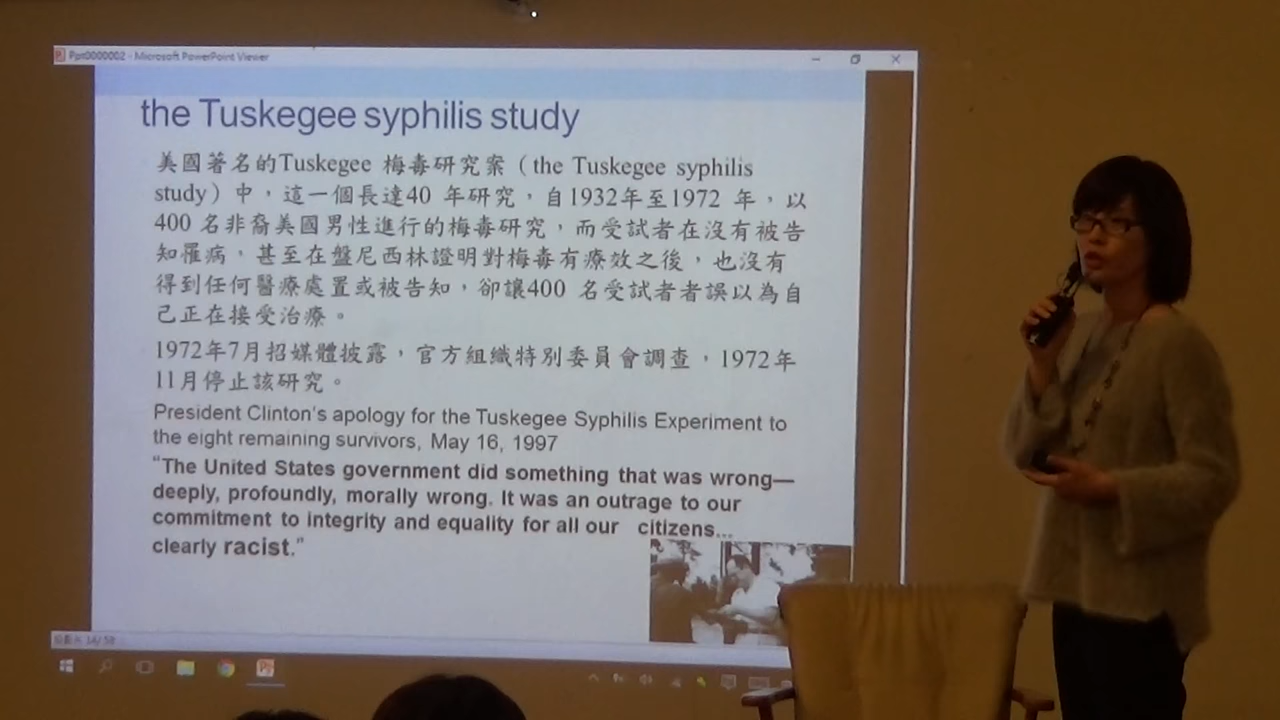 Ppt0000002 - Microsoft PowerPoint Viewer
the Tuskegee syphilis study
美國著名的Tuskegee 梅毒研究案（the Tuskegee syphilis
study）中，這一個長達40 年研究，自1932年至1972 年，以
400 名非裔美國男性進行的梅毒研究，而受試者在沒有被告
知罹病，甚至在盤尼西林證明對梅毒有療效之後，也沒有
得到任何醫療處置或被告知，卻讓400 名受試者者誤以為自
己正在接受治療。
1972年7月招媒體披露，官方組織特別委員會調查，1972年
11月停止該研究。
President Clinton's apology for the Tuskegee Syphilis Experiment to
the eight remaining survivors, May 16, 1997
“The United States government did something that was wrong—
deeply, profoundly, morally wrong. It was an outrage to our
commitment to integrity and equality for all our citizens...
clearly racist.”